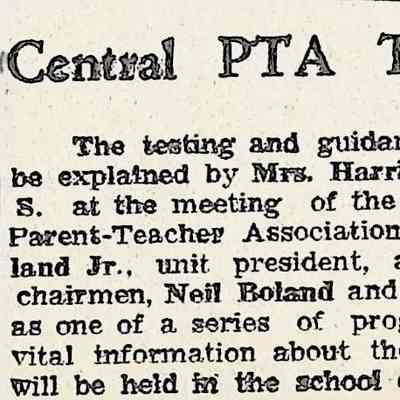 Central PTA T
The testing and guidan
be explained by Mrs. Harri
S. at the meeting of the
Parent-Teacher Association
land Jr., unit president, a
chairmen, Neil Boland and
as one of a series of prog
vital information about th
will be held in the school